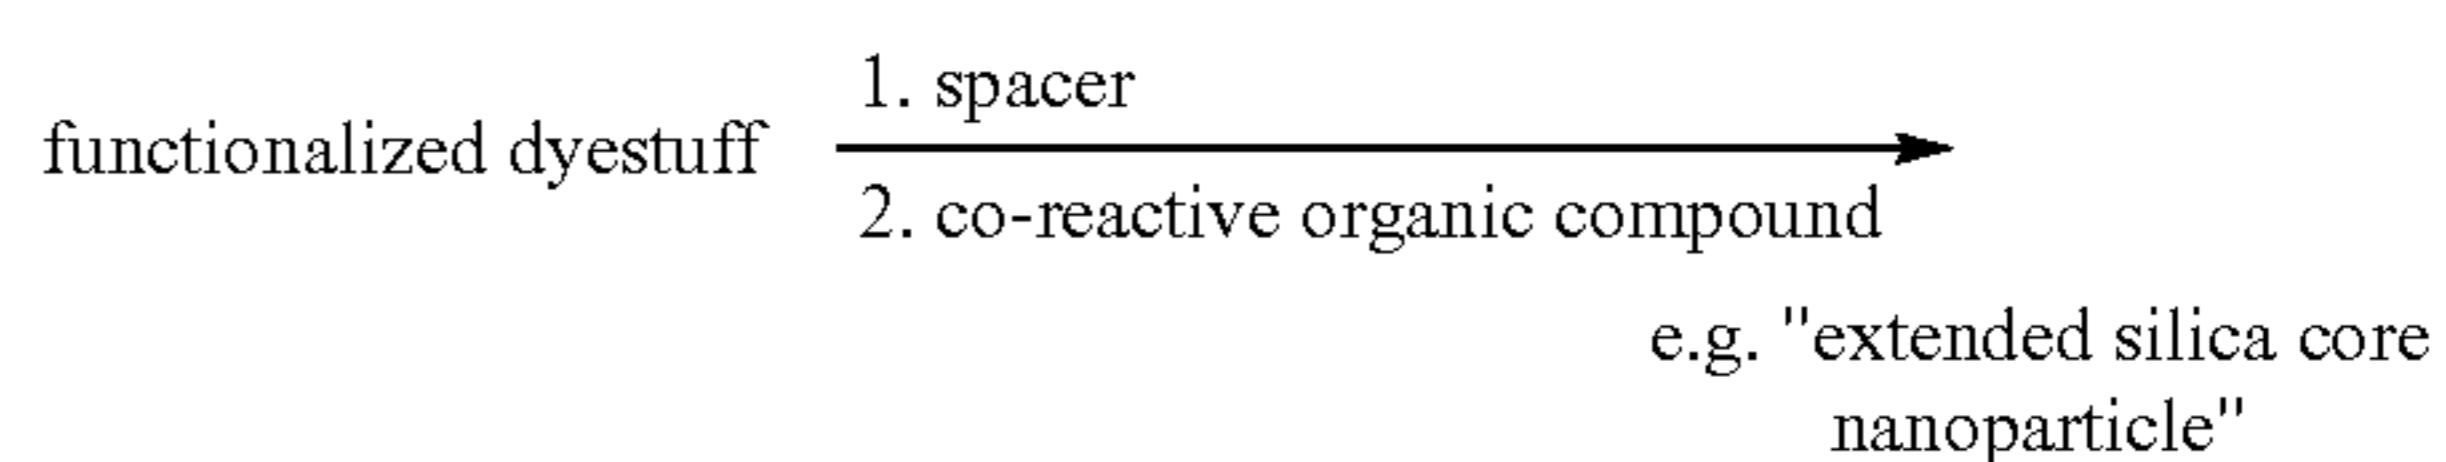 1. spacer
functionalized dyestuff
2. co-reactive organic compound
e.g. "extended silica core
nanoparticle"